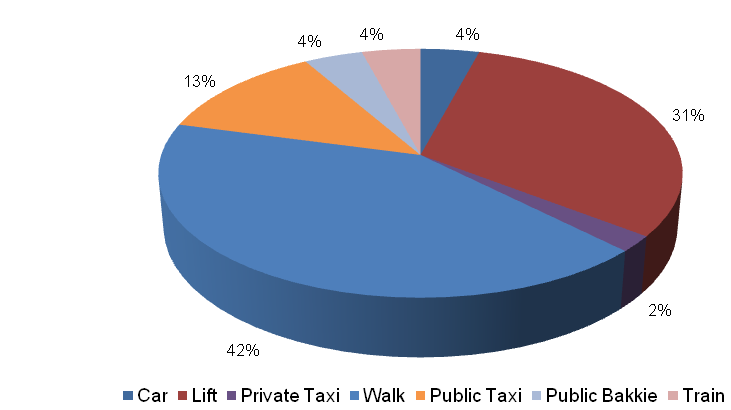 4% 4% 4%
13%
31%
2%
42%
Car Lift Private Taxi Walk Public Taxi Public Bakkie Train